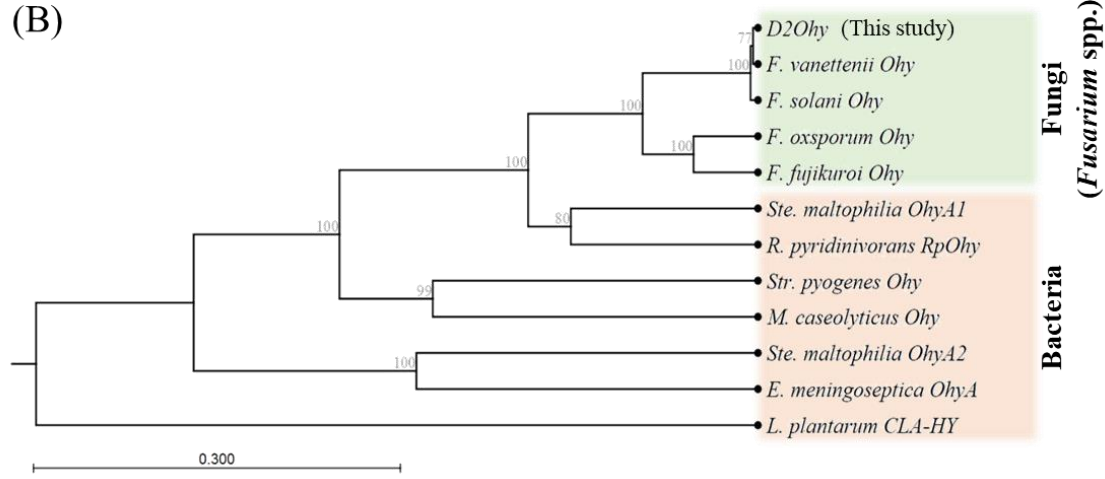 (B)
77
D2Ohy (This study)
100
F. vanettenii Ohy
F. solani Ohy
100
100
F. oxsporum Ohy
F. fujikuroi Ohy
100
80
Ste. maltophilia OhyA1
R. pyridinivorans RpOhy
100
99
Str. pyogenes Ohy
M. caseolyticus Ohy
100
Ste. maltophilia OhyA2
E. meningoseptica OhyA
L. plantarum CLA-HY
0.300
Fungi
(Fusarium spp.)
Bacteria